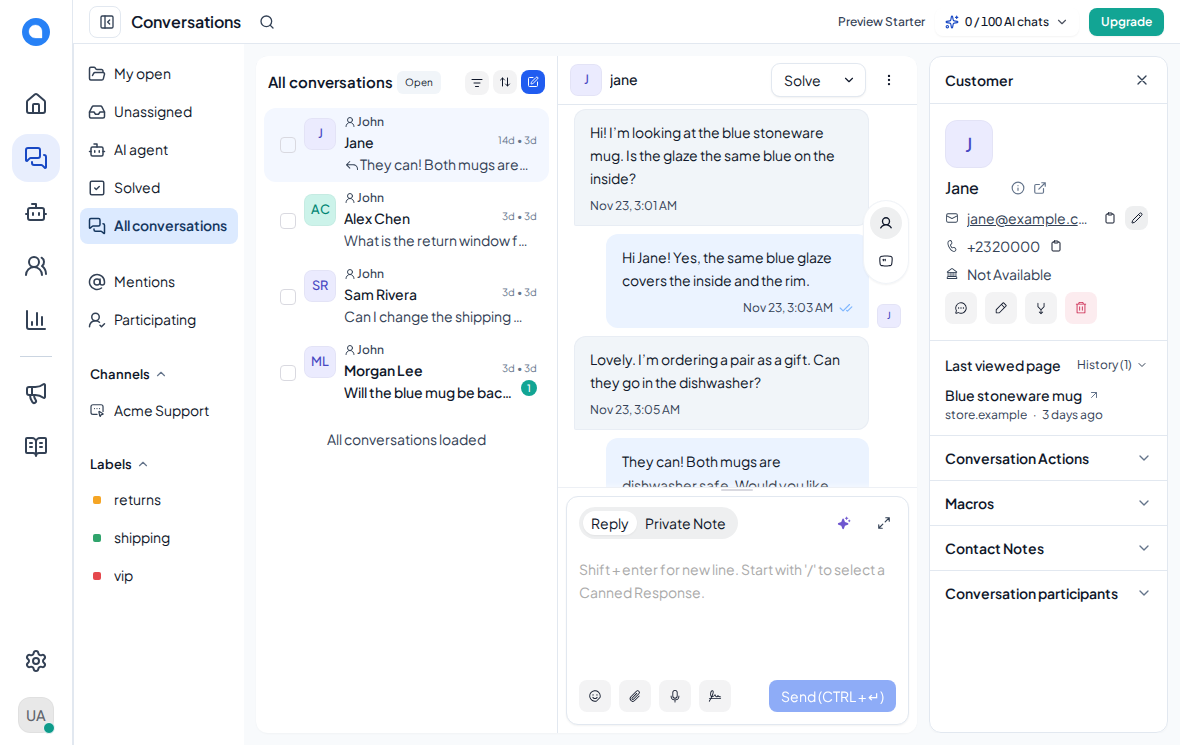 Conversations
Preview Starter
0 / 100 AI chats
Upgrade
My open
Unassigned
AI agent
Solved
All conversations
Mentions
Participating
Channels
Acme Support
Labels
returns
shipping
vip
UA
All conversations
Open
J
John
Jane
14d • 3d
They can! Both mugs are...
AC
John
Alex Chen
3d • 3d
What is the return window f...
SR
John
Sam Rivera
3d • 3d
Can I change the shipping ...
ML
John
Morgan Lee
3d • 3d
Will the blue mug be bac...
1
All conversations loaded
J
jane
Solve
Hi! I'm looking at the blue stoneware
mug. Is the glaze the same blue on the
inside?
Nov 23, 3:01 AM
Hi Jane! Yes, the same blue glaze
covers the inside and the rim.
Nov 23, 3:03 AM
J
Lovely. I'm ordering a pair as a gift. Can
they go in the dishwasher?
Nov 23, 3:05 AM
They can! Both mugs are
dishwasher safe. Would you like
Reply
Private Note
Shift + enter for new line. Start with '/' to select a
Canned Response.
Send (CTRL + ↵)
Customer
J
Jane
jane@example.c...
+2320000
Not Available
Last viewed page
History (1)
Blue stoneware mug
store.example · 3 days ago
Conversation Actions
Macros
Contact Notes
Conversation participants